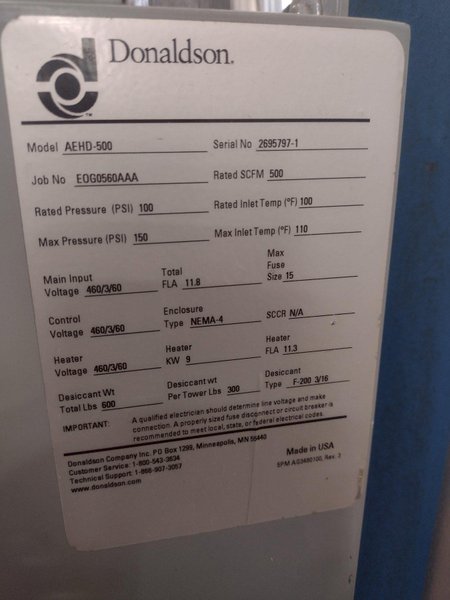 Donaldson.
TM
Model AEHD-500 Serial No 2695797-1
Job No EOG0560AAA Rated SCFM 500
Rated Pressure (PSI) 100 Rated Inlet Temp (°F) 100
Max Pressure (PSI) 150 Max Inlet Temp (°F) 110
Main Input Voltage 460/3/60 Total FLA 11.8 Max Fuse Size 15
Control Voltage 460/3/60 Enclosure Type NEMA-4 SCCR N/A
Heater Voltage 460/3/60 Heater KW 9 Heater FLA 11.3
Desiccant Wt Total Lbs 600 Desiccant wt Per Tower Lbs 300 Desiccant Type F-200 3/16
IMPORTANT: A qualified electrician should determine line voltage and make
connection. A properly sized fuse disconnect or circuit breaker is
recommended to meet local, state, or federal electrical codes.
Donaldson Company Inc. PO Box 1299, Minneapolis, MN 55440
Customer Service: 1-800-543-3634
Technical Support: 1-866-907-3057
www.donaldson.com
Made in USA